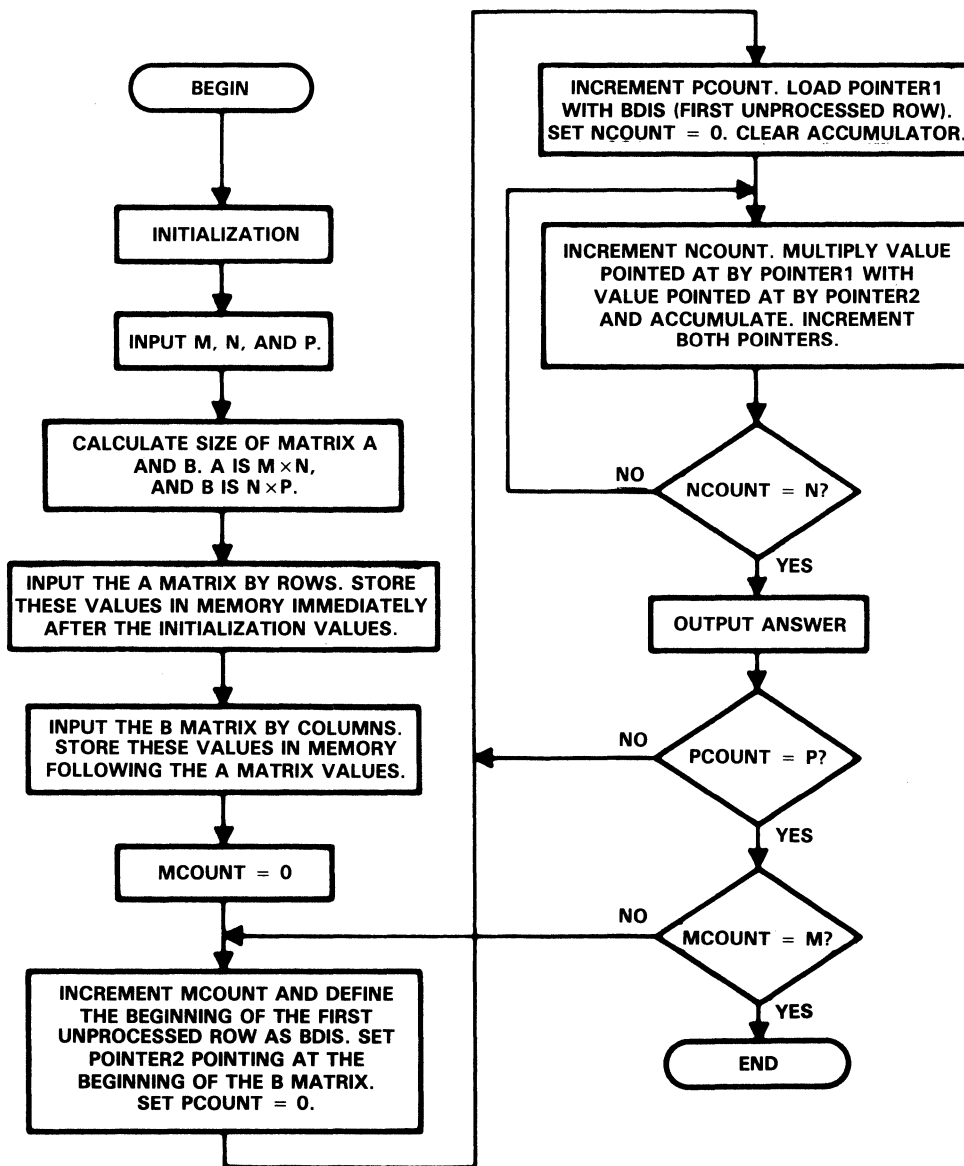 BEGIN
INITIALIZATION
INPUT M, N, AND P.
CALCULATE SIZE OF MATRIX A
AND B. A IS M × N,
AND B IS N × P.
INPUT THE A MATRIX BY ROWS. STORE
THESE VALUES IN MEMORY IMMEDIATELY
AFTER THE INITIALIZATION VALUES.
INPUT THE B MATRIX BY COLUMNS.
STORE THESE VALUES IN MEMORY
FOLLOWING THE A MATRIX VALUES.
MCOUNT = 0
INCREMENT MCOUNT AND DEFINE
THE BEGINNING OF THE FIRST
UNPROCESSED ROW AS BDIS. SET
POINTER2 POINTING AT THE
BEGINNING OF THE B MATRIX.
SET PCOUNT = 0.
INCREMENT PCOUNT. LOAD POINTER1
WITH BDIS (FIRST UNPROCESSED ROW).
SET NCOUNT = 0. CLEAR ACCUMULATOR.
INCREMENT NCOUNT. MULTIPLY VALUE
POINTED AT BY POINTER1 WITH
VALUE POINTED AT BY POINTER2
AND ACCUMULATE. INCREMENT
BOTH POINTERS.
NO
NCOUNT = N?
YES
OUTPUT ANSWER
NO
PCOUNT = P?
YES
NO
MCOUNT = M?
YES
END